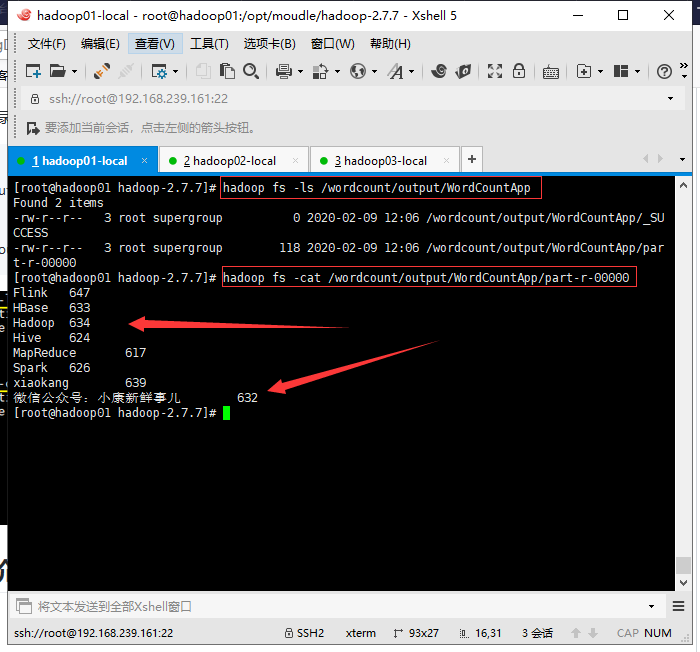 hadoop01-local - root@hadoop01:/opt/moudle/hadoop-2.7.7 - Xshell 5
文件(F) 编辑(E) 查看(V) 工具(T) 选项卡(B) 窗口(W) 帮助(H)
ssh://root@192.168.239.161:22
要添加当前会话，点击左侧的箭头按钮。
1 hadoop01-local × 2 hadoop02-local × 3 hadoop03-local × +
[root@hadoop01 hadoop-2.7.7]# hadoop fs -ls /wordcount/output/WordCountApp
Found 2 items
-rw-r--r--   3 root supergroup          0 2020-02-09 12:06 /wordcount/output/WordCountApp/_SU
CCESS
-rw-r--r--   3 root supergroup        118 2020-02-09 12:06 /wordcount/output/WordCountApp/par
t-r-00000
[root@hadoop01 hadoop-2.7.7]# hadoop fs -cat /wordcount/output/WordCountApp/part-r-00000
Flink   647
HBase   633
Hadoop  634
Hive    624
MapReduce       617
Spark   626
xiaokang        639
微信公众号：小康新鲜事儿        632
[root@hadoop01 hadoop-2.7.7]#
将文本发送到全部Xshell窗口
ssh://root@192.168.239.161:22 SSH2 xterm 93x27 16,31 3 会话 CAP NUM